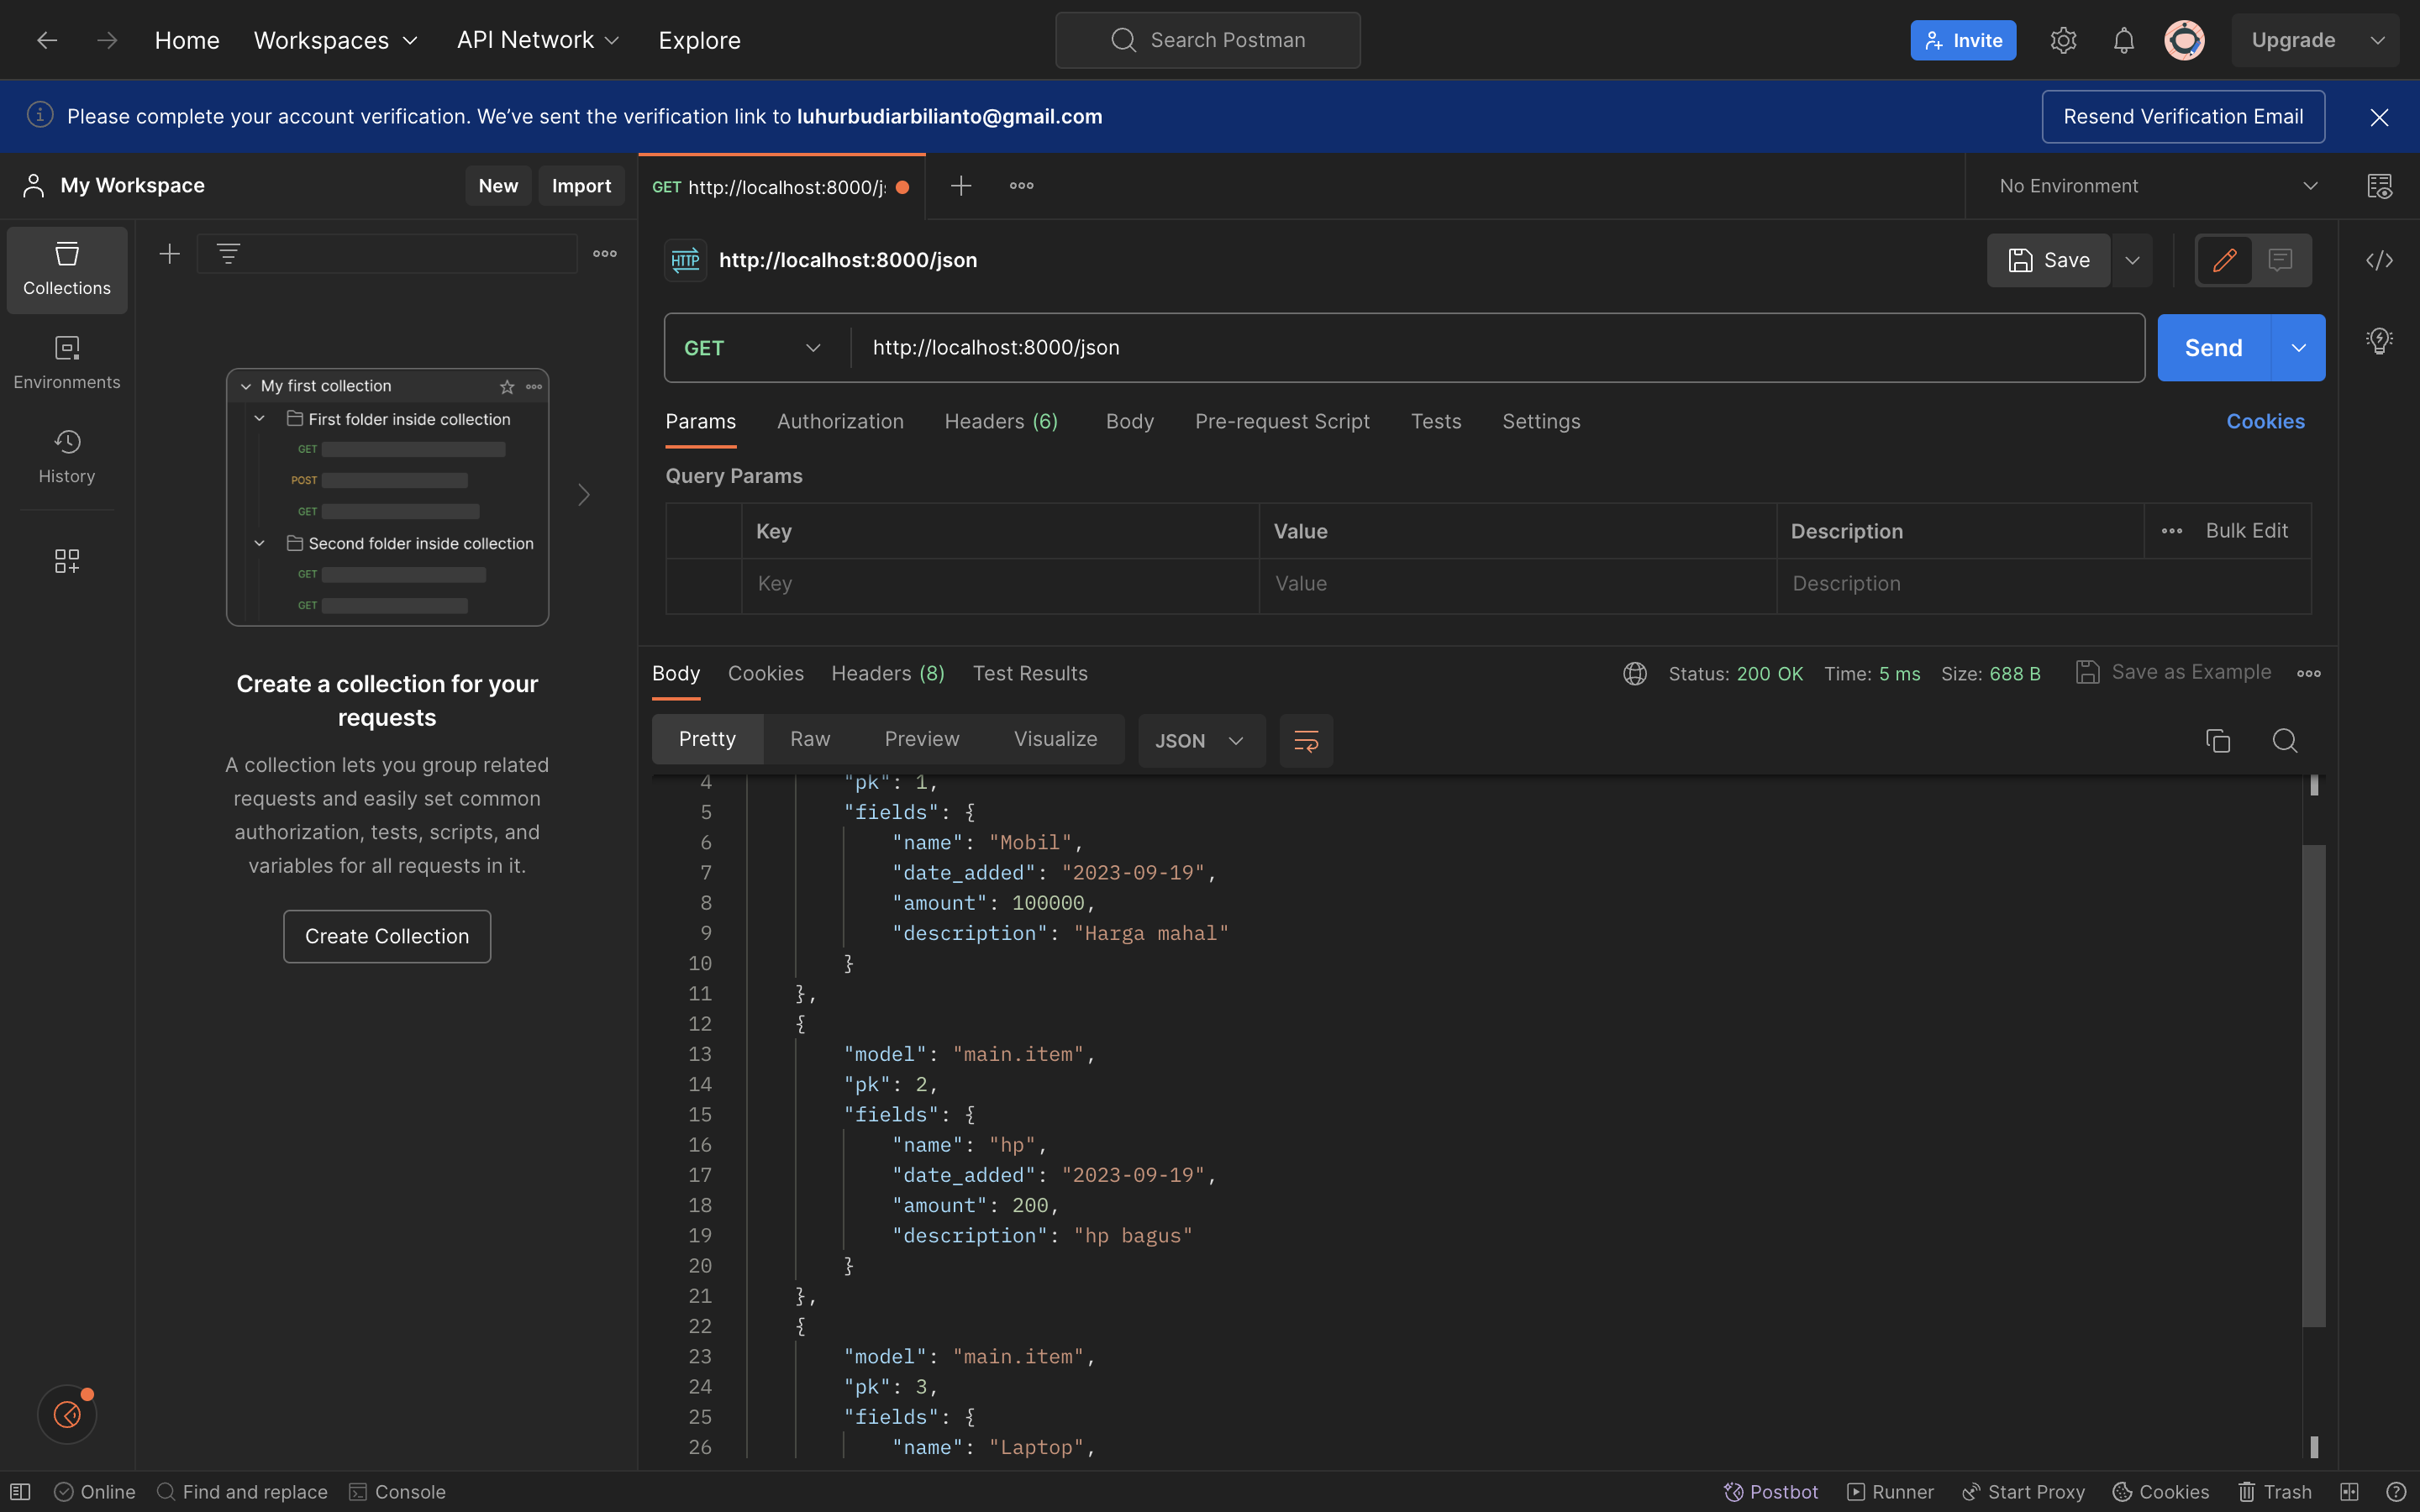 Home Workspaces API Network Explore Search Postman Invite Upgrade
Please complete your account verification. We’ve sent the verification link to luhurbudiarbilianto@gmail.com Resend Verification Email
My Workspace New Import GET http://localhost:8000/j No Environment
Collections
Environments
History
My first collection
First folder inside collection
GET
POST
GET
Second folder inside collection
GET
GET
Create a collection for your
requests
A collection lets you group related
requests and easily set common
authorization, tests, scripts, and
variables for all requests in it.
Create Collection
HTTP http://localhost:8000/json Save
GET http://localhost:8000/json Send
Params Authorization Headers (6) Body Pre-request Script Tests Settings Cookies
Query Params
Key Value Description Bulk Edit
Key Value Description
Body Cookies Headers (8) Test Results Status: 200 OK Time: 5 ms Size: 688 B Save as Example
Pretty Raw Preview Visualize JSON
4 "pk": 1,
5 "fields": {
6 "name": "Mobil",
7 "date_added": "2023-09-19",
8 "amount": 100000,
9 "description": "Harga mahal"
10 }
11 },
12 {
13 "model": "main.item",
14 "pk": 2,
15 "fields": {
16 "name": "hp",
17 "date_added": "2023-09-19",
18 "amount": 200,
19 "description": "hp bagus"
20 }
21 },
22 {
23 "model": "main.item",
24 "pk": 3,
25 "fields": {
26 "name": "Laptop",
Online Find and replace Console Postbot Runner Start Proxy Cookies Trash